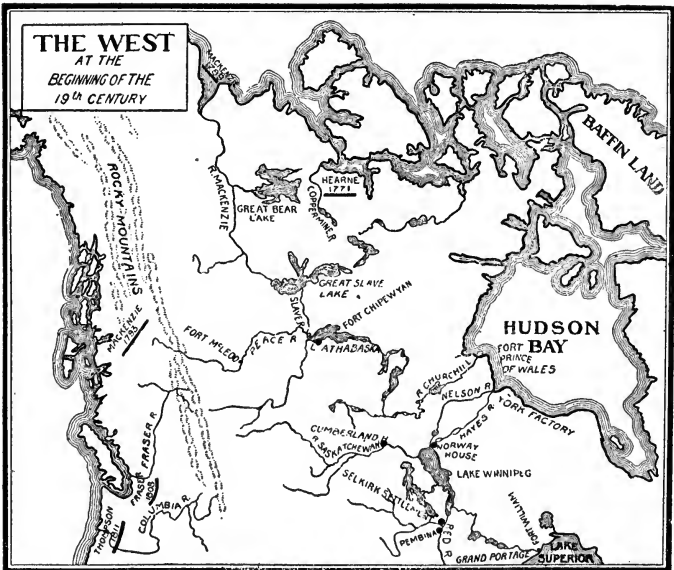 THE WEST
AT THE
BEGINNING OF THE
19th CENTURY
BAFFIN LAND
ROCKY MOUNTAINS
R. MACKENZIE
GREAT BEAR
LAKE
COPPERMINE R
HEARNE
1771
GREAT SLAVE
LAKE
SLAVE R
FORT CHIPEWYAN
MACKENZIE
1793
FORT McLEOD
PEACE R
L ATHABASKA
HUDSON
BAY
FORT
PRINCE
OF WALES
R. CHURCHILL
NELSON R
HAYES R
YORK FACTORY
CUMBERLAND
R SASKATCHEWAN
NORWAY
HOUSE
LAKE WINNIPEG
FRASER R
FRASER
1808
COLUMBIA R
THOMPSON
1811
SELKIRK SETTLEMENT
PEMBINA
RED R
GRAND PORTAGE
FORT WILLIAM
LAKE
SUPERIOR